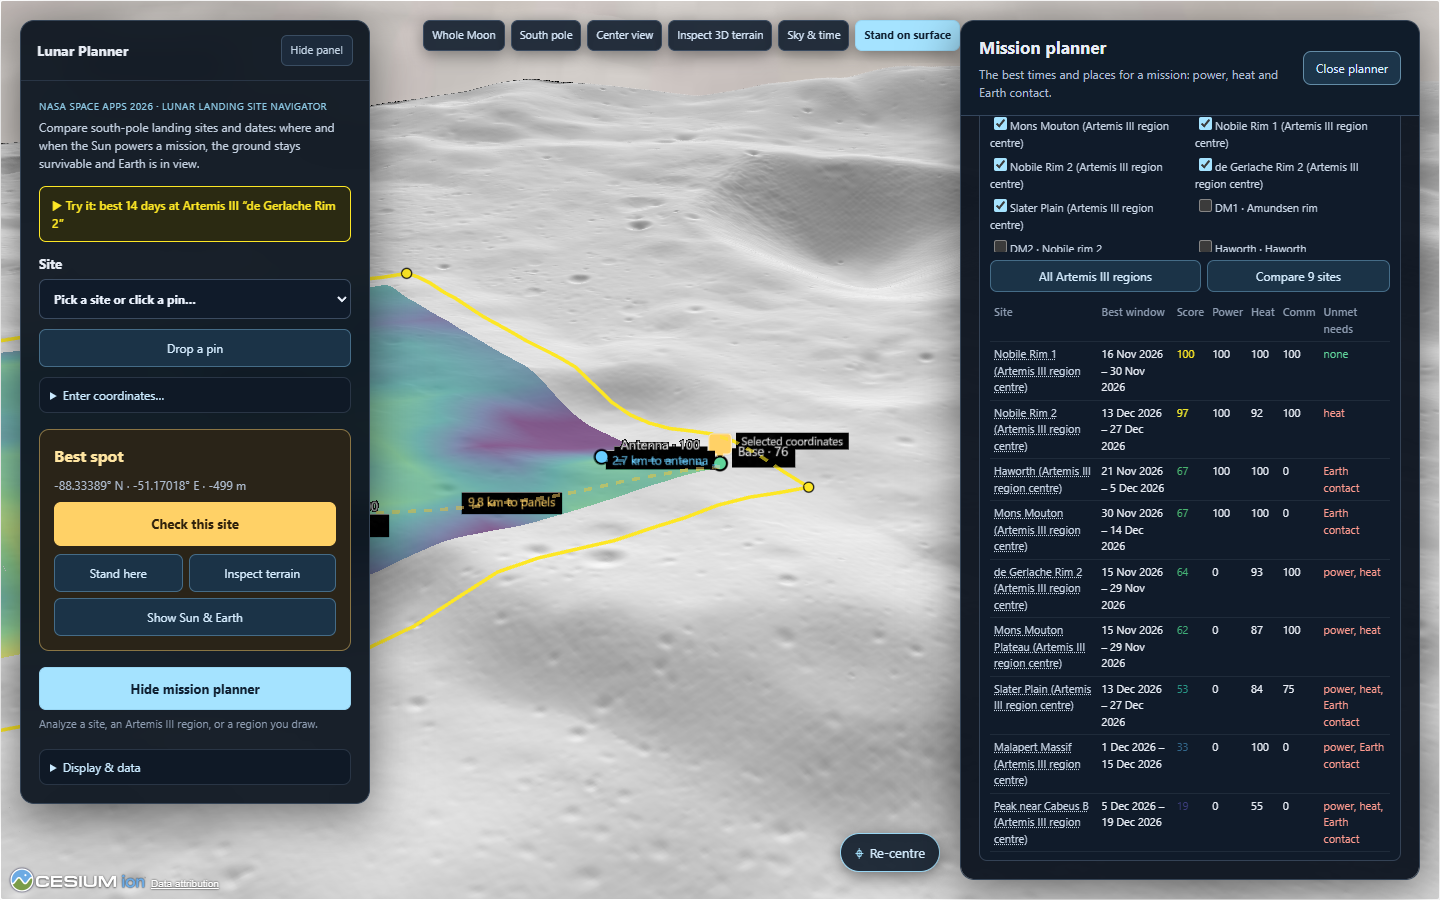 Lunar Planner
Hide panel
NASA SPACE APPS 2026 · LUNAR LANDING SITE NAVIGATOR
Compare south-pole landing sites and dates: where and
when the Sun powers a mission, the ground stays
survivable and Earth is in view.
▶ Try it: best 14 days at Artemis III “de Gerlache Rim
2”
Site
Pick a site or click a pin...
Drop a pin
▶ Enter coordinates...
Best spot
-88.33389° N · -51.17018° E · -499 m
Check this site
Stand here
Inspect terrain
Show Sun & Earth
Hide mission planner
Analyze a site, an Artemis III region, or a region you draw.
▶ Display & data
CESIUM ion
Data attribution
Whole Moon
South pole
Center view
Inspect 3D terrain
Sky & time
Stand on surface
Antenna · 100
2.7 km to antenna
Selected coordinates
Base · 76
9.8 km to panels
Re-centre
Mission planner
The best times and places for a mission: power, heat and
Earth contact.
Close planner
Mons Mouton (Artemis III region
centre)
Nobile Rim 1 (Artemis III region
centre)
Nobile Rim 2 (Artemis III region
centre)
de Gerlache Rim 2 (Artemis III
region centre)
Slater Plain (Artemis III region
centre)
DM1 · Amundsen rim
DM2 · Nobile rim 2
Haworth · Haworth
All Artemis III regions
Compare 9 sites
Site Best window Score Power Heat Comm Unmet
needs
Nobile Rim 1 16 Nov 2026 100 100 100 100 none
(Artemis III region – 30 Nov
centre) 2026
Nobile Rim 2 13 Dec 2026 97 100 92 100 heat
(Artemis III region – 27 Dec
centre) 2026
Haworth (Artemis III 21 Nov 2026 67 100 100 0 Earth
region centre) – 5 Dec 2026 contact
Mons Mouton 30 Nov 2026 67 100 100 0 Earth
(Artemis III region – 14 Dec contact
centre) 2026
de Gerlache Rim 2 15 Nov 2026 64 0 93 100 power, heat
(Artemis III region – 29 Nov
centre) 2026
Mons Mouton 15 Nov 2026 62 0 87 100 power, heat
Plateau (Artemis III – 29 Nov
region centre) 2026
Slater Plain (Artemis 13 Dec 2026 53 0 84 75 power, heat,
III region centre) – 27 Dec Earth
2026 contact
Malapert Massif 1 Dec 2026 – 33 0 100 0 power, Earth
(Artemis III region 15 Dec 2026 contact
centre)
Peak near Cabeus B 5 Dec 2026 – 19 0 55 0 power, heat,
(Artemis III region 19 Dec 2026 Earth
centre) contact